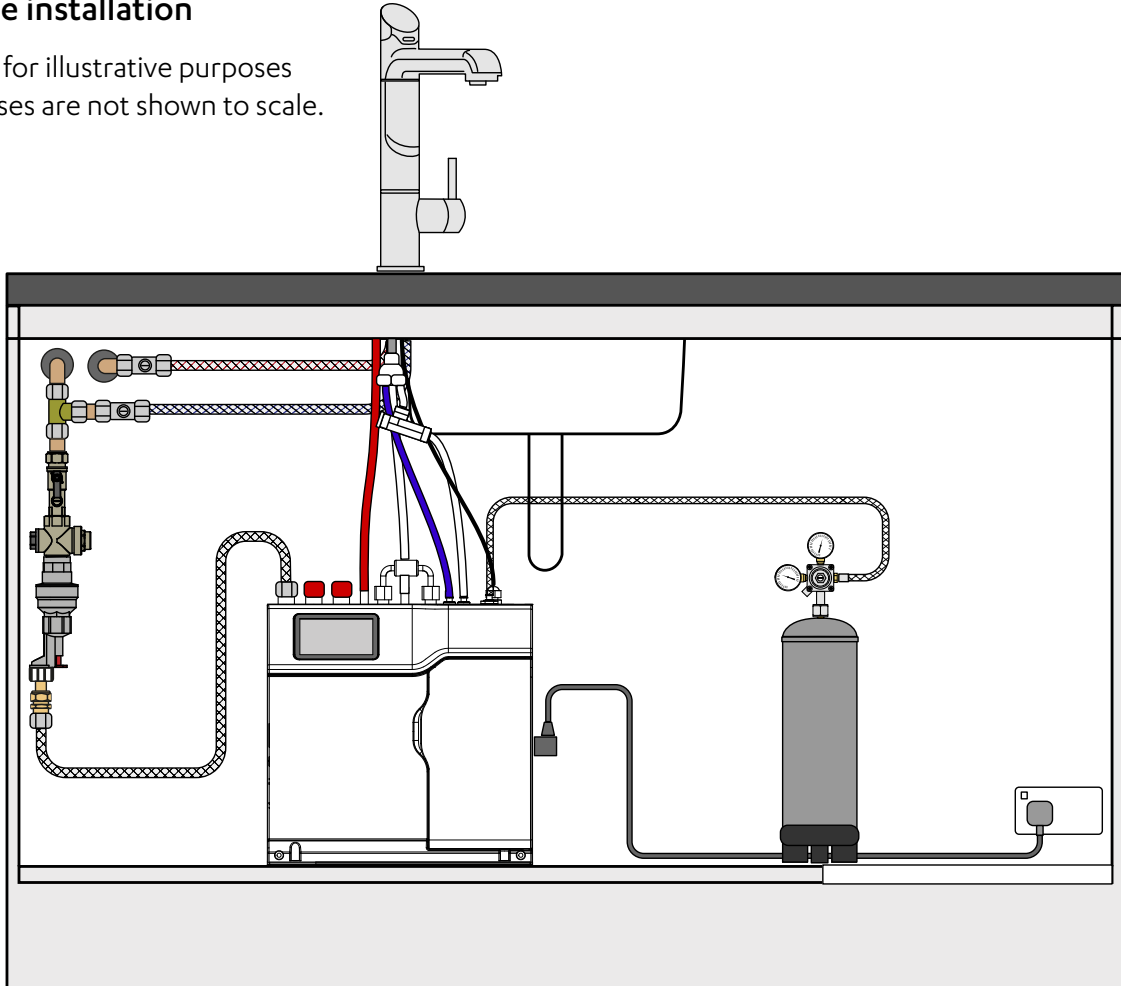 e installation
for illustrative purposes
ses are not shown to scale.